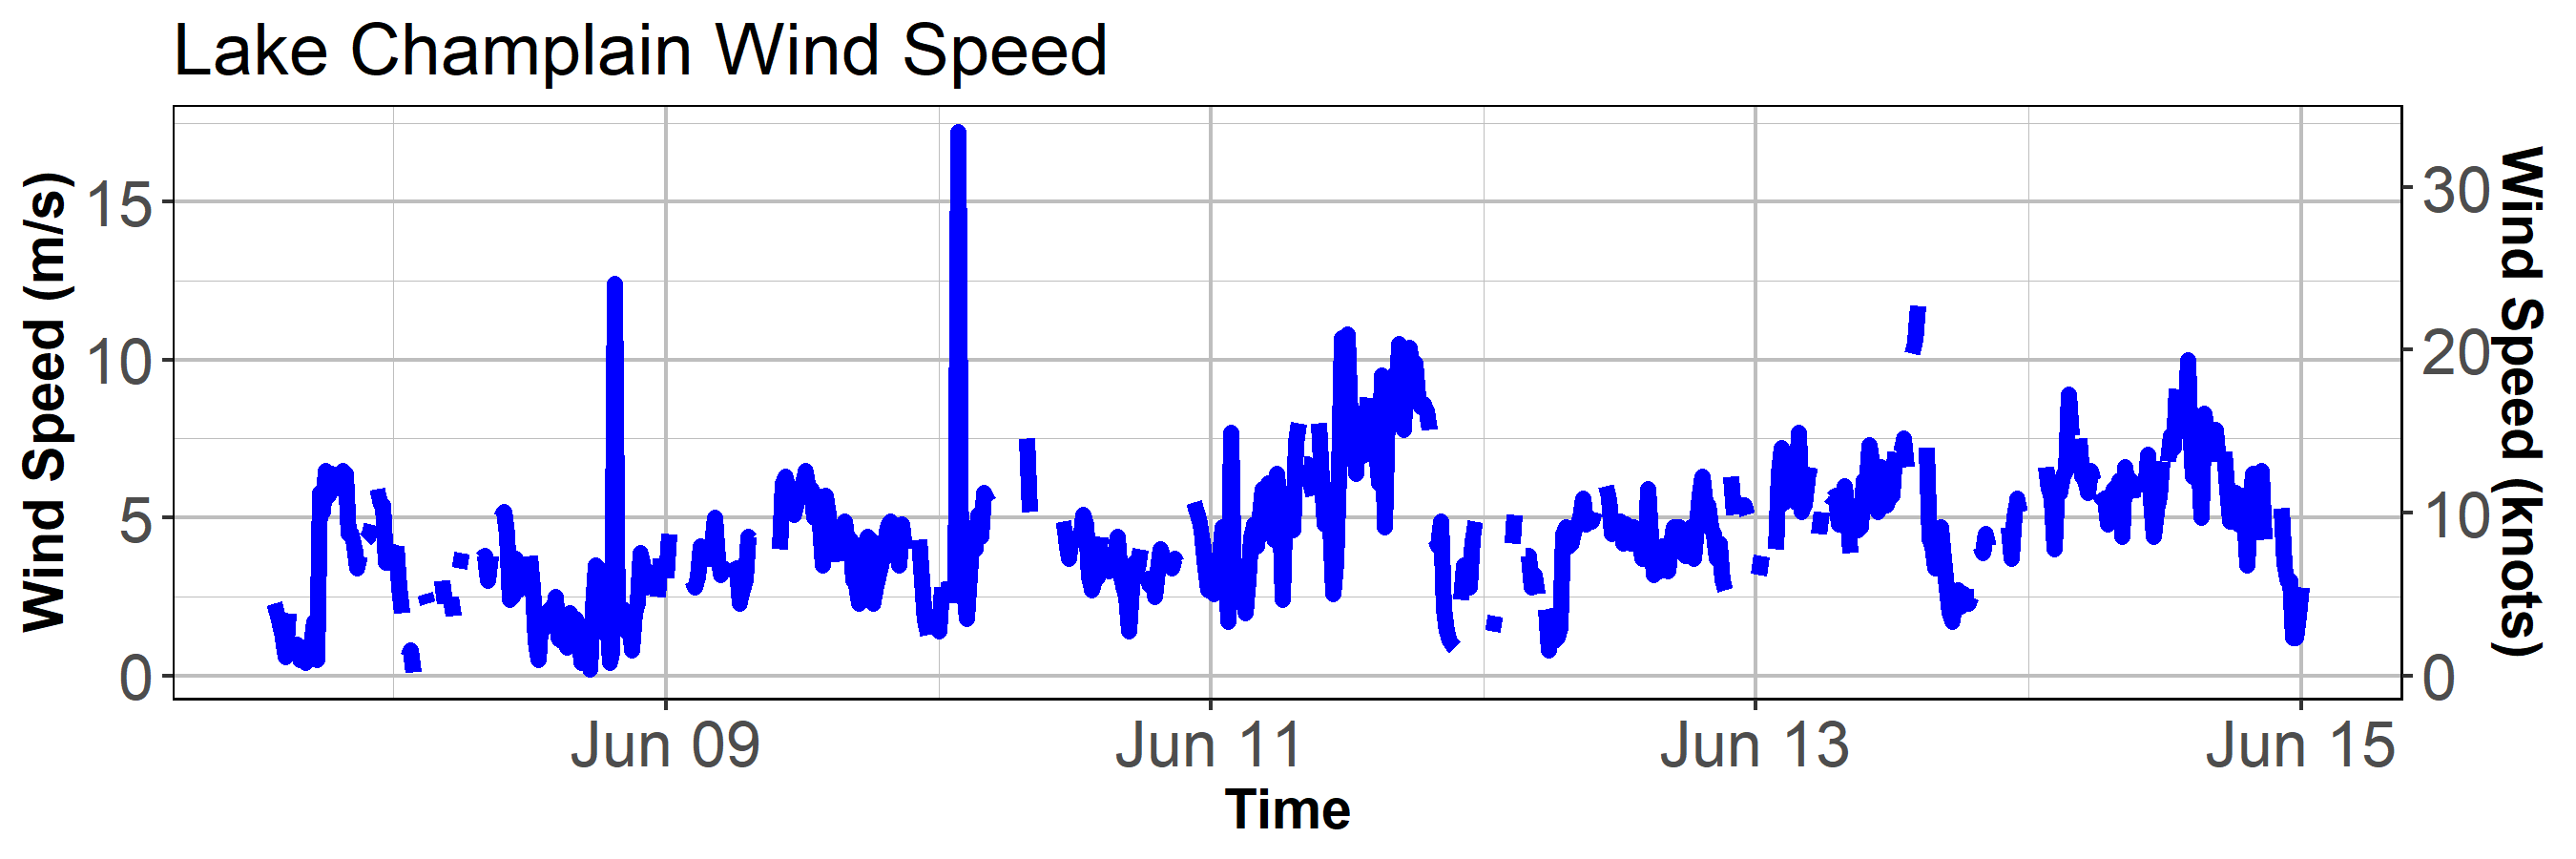 Lake Champlain Wind Speed
Wind Speed (m/s)
15
10
5
0
30
20
10
0
Wind Speed (knots)
Jun 09 Jun 11 Jun 13 Jun 15
Time